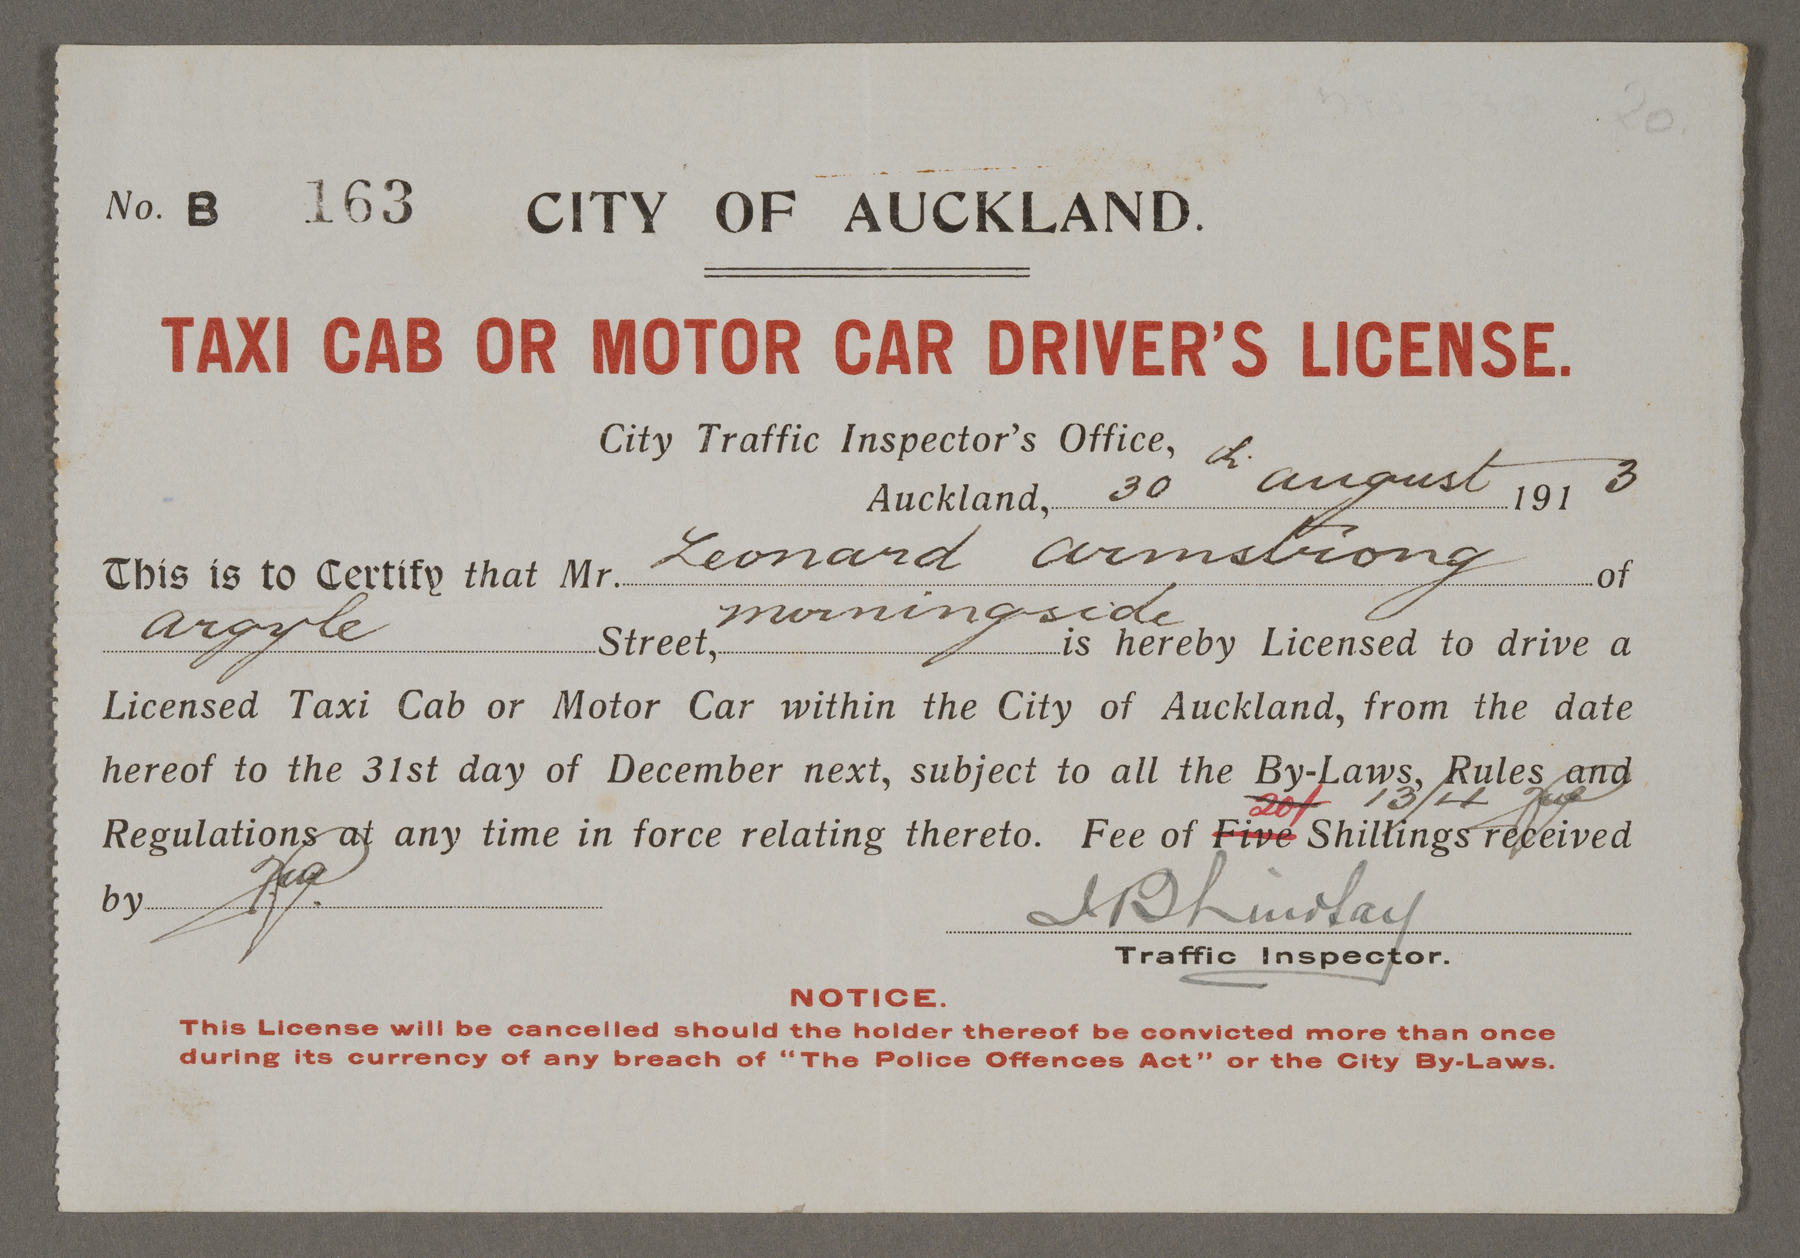 No. B 163 CITY OF AUCKLAND.
TAXI CAB OR MOTOR CAR DRIVER'S LICENSE.
City Traffic Inspector's Office,
Auckland, 30th August 1913
This is to Certify that Mr. Leonard Armstrong of
Argyle Street, Morningside is hereby Licensed to drive a
Licensed Taxi Cab or Motor Car within the City of Auckland, from the date
hereof to the 31st day of December next, subject to all the By-Laws, Rules and
20/ 13/4
Regulations at any time in force relating thereto. Fee of Five Shillings received
by
Lindsay
Traffic Inspector.
NOTICE.
This License will be cancelled should the holder thereof be convicted more than once
during its currency of any breach of "The Police Offences Act" or the City By-Laws.